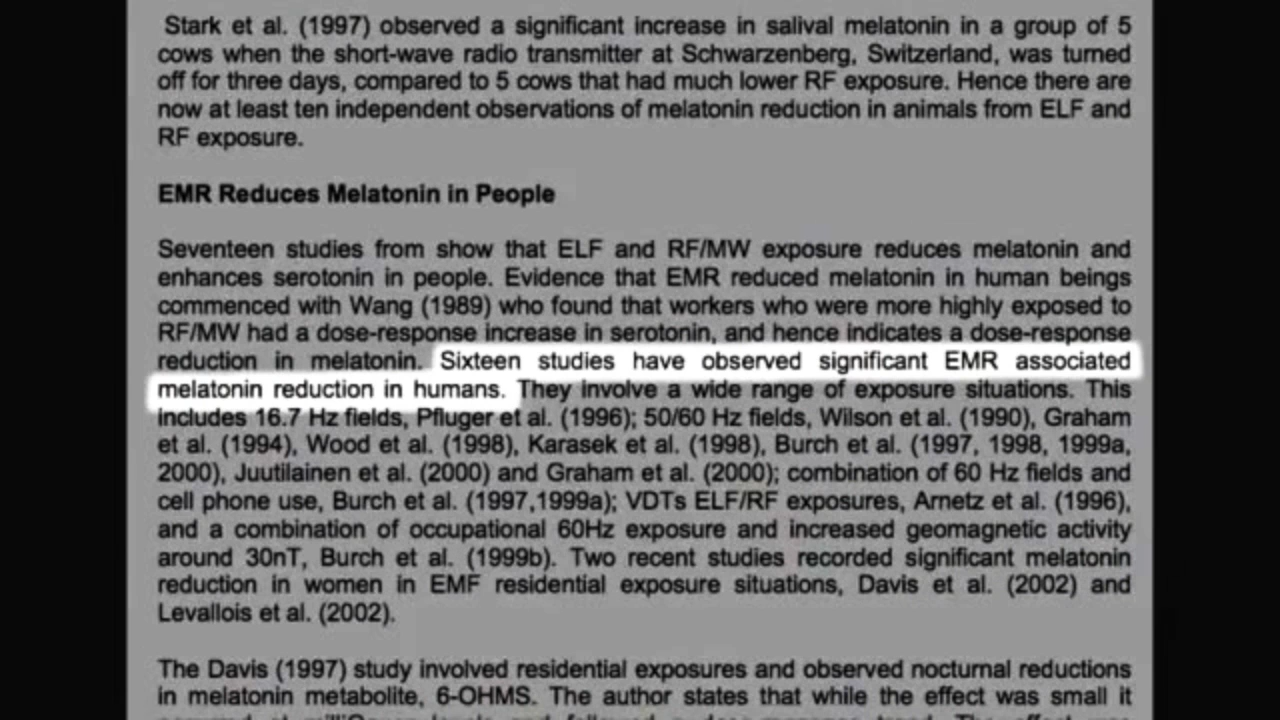 Stark et al. (1997) observed a significant increase in salival melatonin in a group of 5
cows when the short-wave radio transmitter at Schwarzenberg, Switzerland, was turned
off for three days, compared to 5 cows that had much lower RF exposure. Hence there are
now at least ten independent observations of melatonin reduction in animals from ELF and
RF exposure.
EMR Reduces Melatonin in People
Seventeen studies from show that ELF and RF/MW exposure reduces melatonin and
enhances serotonin in people. Evidence that EMR reduced melatonin in human beings
commenced with Wang (1989) who found that workers who were more highly exposed to
RF/MW had a dose-response increase in serotonin, and hence indicates a dose-response
reduction in melatonin. Sixteen studies have observed significant EMR associated
melatonin reduction in humans. They involve a wide range of exposure situations. This
includes 16.7 Hz fields, Pfluger et al. (1996); 50/60 Hz fields, Wilson et al. (1990), Graham
et al. (1994), Wood et al. (1998), Karasek et al. (1998), Burch et al. (1997, 1998, 1999a,
2000), Juutilainen et al. (2000) and Graham et al. (2000); combination of 60 Hz fields and
cell phone use, Burch et al. (1997,1999a); VDTs ELF/RF exposures, Arnetz et al. (1996),
and a combination of occupational 60Hz exposure and increased geomagnetic activity
around 30nT, Burch et al. (1999b). Two recent studies recorded significant melatonin
reduction in women in EMF residential exposure situations, Davis et al. (2002) and
Levallois et al. (2002).
The Davis (1997) study involved residential exposures and observed nocturnal reductions
in melatonin metabolite, 6-OHMS. The author states that while the effect was small it